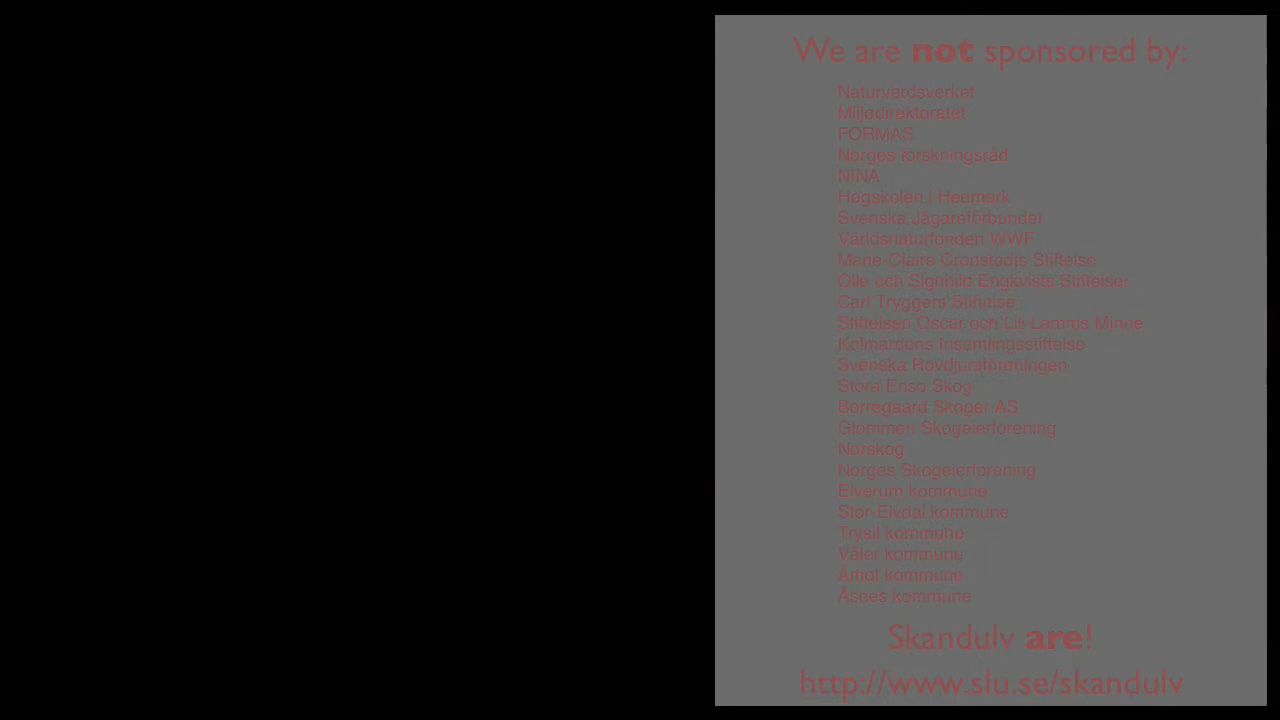 We are not sponsored by:
Naturvårdsverket
Miljødirektoratet
FORMAS
Norges forskningsråd
NINA
Høgskolen i Hedmark
Svenska Jägareförbundet
Världsnaturfonden WWF
Marie-Claire Cronstedts Stiftelse
Olle och Signhild Engkvists Stiftelser
Carl Tryggers Stiftelse
Stiftelsen Oscar och Lili Lamms Minne
Kolmårdens Insamlingsstiftelse
Svenska Rovdjursföreningen
Stora Enso Skog
Borregaard Skoger AS
Glommen Skogeierforening
Norskog
Norges Skogeierforening
Elverum kommune
Stor-Elvdal kommune
Trysil kommune
Våler kommune
Åmot kommune
Åsnes kommune
Skandulv are!
http://www.slu.se/skandulv